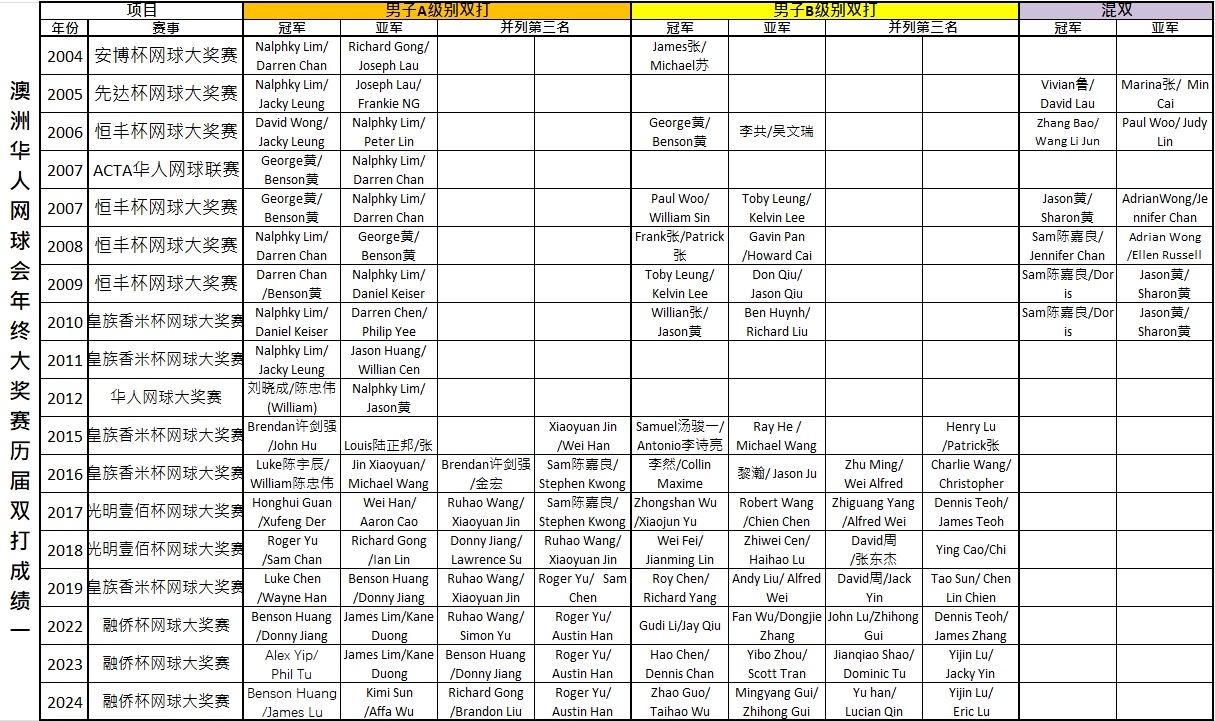 澳洲华人网球会年终大奖赛历届双打成绩一
项目 男子A级别双打 男子B级别双打 混双
年份 赛事 冠军 亚军 并列第三名 冠军 亚军 并列第三名 冠军 亚军
2004 安博杯网球大奖赛 Nalphky Lim/ Darren Chan Richard Gong/ Joseph Lau James张/ Michael苏
2005 先达杯网球大奖赛 Nalphky Lim/ Jacky Leung Joseph Lau/ Frankie NG Vivian鲁/ David Lau Marina张/ Min Cai
2006 恒丰杯网球大奖赛 David Wong/ Jacky Leung Nalphky Lim/ Peter Lin George黄/ Benson黄 李共/吴文瑞 Zhang Bao/ Wang Li Jun Paul Woo/ Judy Lin
2007 ACTA华人网球联赛 George黄/ Benson黄 Nalphky Lim/ Darren Chan
2007 恒丰杯网球大奖赛 George黄/ Benson黄 Nalphky Lim/ Darren Chan Paul Woo/ William Sin Toby Leung/ Kelvin Lee Jason黄/ Sharon黄 AdrianWong/Jennifer Chan
2008 恒丰杯网球大奖赛 Nalphky Lim/ Darren Chan George黄/ Benson黄 Frank张/Patrick张 Gavin Pan /Howard Cai Sam陈嘉良/ Jennifer Chan Adrian Wong /Ellen Russell
2009 恒丰杯网球大奖赛 Darren Chan /Benson黄 Nalphky Lim/ Daniel Keiser Toby Leung/ Kelvin Lee Don Qiu/ Jason Qiu Sam陈嘉良/Doris Jason黄/ Sharon黄
2010 皇族香米杯网球大奖赛 Nalphky Lim/ Daniel Keiser Darren Chen/ Philip Yee Willian张/ Jason黄 Ben Huynh/ Richard Liu Sam陈嘉良/Doris Jason黄/ Sharon黄
2011 皇族香米杯网球大奖赛 Nalphky Lim/ Jacky Leung Jason Huang/ Willian Cen
2012 华人网球大奖赛 刘晓成/陈忠伟(William) Nalphky Lim/ Jason黄
2015 皇族香米杯网球大奖赛 Brendan许剑强 /John Hu Louis陆正邦/张 Xiaoyuan Jin /Wei Han Samuel汤骏一/ Antonio李诗亮 Ray He / Michael Wang Henry Lu /Patrick张
2016 皇族香米杯网球大奖赛 Luke陈宇辰/ William陈忠伟 Jin Xiaoyuan/ Michael Wang Brendan许剑强 /金宏 Sam陈嘉良/ Stephen Kwong 李然/Collin Maxime 黎瀚/ Jason Ju Zhu Ming/ Wei Alfred Charlie Wang/ Christopher
2017 光明壹佰杯网球大奖赛 Honghui Guan /Xufeng Der Wei Han/ Aaron Cao Ruhao Wang/ Xiaoyuan Jin Sam陈嘉良/ Stephen Kwong Zhongshan Wu /Xiaojun Yu Robert Wang /Chien Chen Zhiguang Yang /Alfred Wei Dennis Teoh/ James Teoh
2018 光明壹佰杯网球大奖赛 Roger Yu /Sam Chan Richard Gong /Ian Lin Donny Jiang/ Lawrence Su Ruhao Wang/ Xiaoyuan Jin Wei Fei/ Jianming Lin Zhiwei Cen/ Haihao Lu David周 /张东杰 Ying Cao/Chi
2019 皇族香米杯网球大奖赛 Luke Chen /Wayne Han Benson Huang /Donny Jiang Ruhao Wang/ Xiaoyuan Jin Roger Yu/ Sam Chen Roy Chen/ Richard Yang Andy Liu/ Alfred Wei David周/Jack Yin Tao Sun/ Chen Lin Chien
2022 融侨杯网球大奖赛 Benson Huang /Donny Jiang James Lim/Kane Duong Ruhao Wang/ Simon Yu Roger Yu/ Austin Han Gudi Li/Jay Qiu Fan Wu/Dongjie Zhang John Lu/Zhihong Gui Dennis Teoh/ James Zhang
2023 融侨杯网球大奖赛 Alex Yip/ Phil Tu James Lim/Kane Duong Benson Huang /Donny Jiang Roger Yu/ Austin Han Hao Chen/ Dennis Chan Yibo Zhou/ Scott Tran Jianqiao Shao/ Dominic Tu Yijin Lu/ Jacky Yin
2024 融侨杯网球大奖赛 Benson Huang /James Lu Kimi Sun /Affa Wu Richard Gong /Brandon Liu Roger Yu/ Austin Han Zhao Guo/ Taihao Wu Mingyang Gui/ Zhihong Gui Yu han/ Lucian Qin Yijin Lu/ Eric Lu